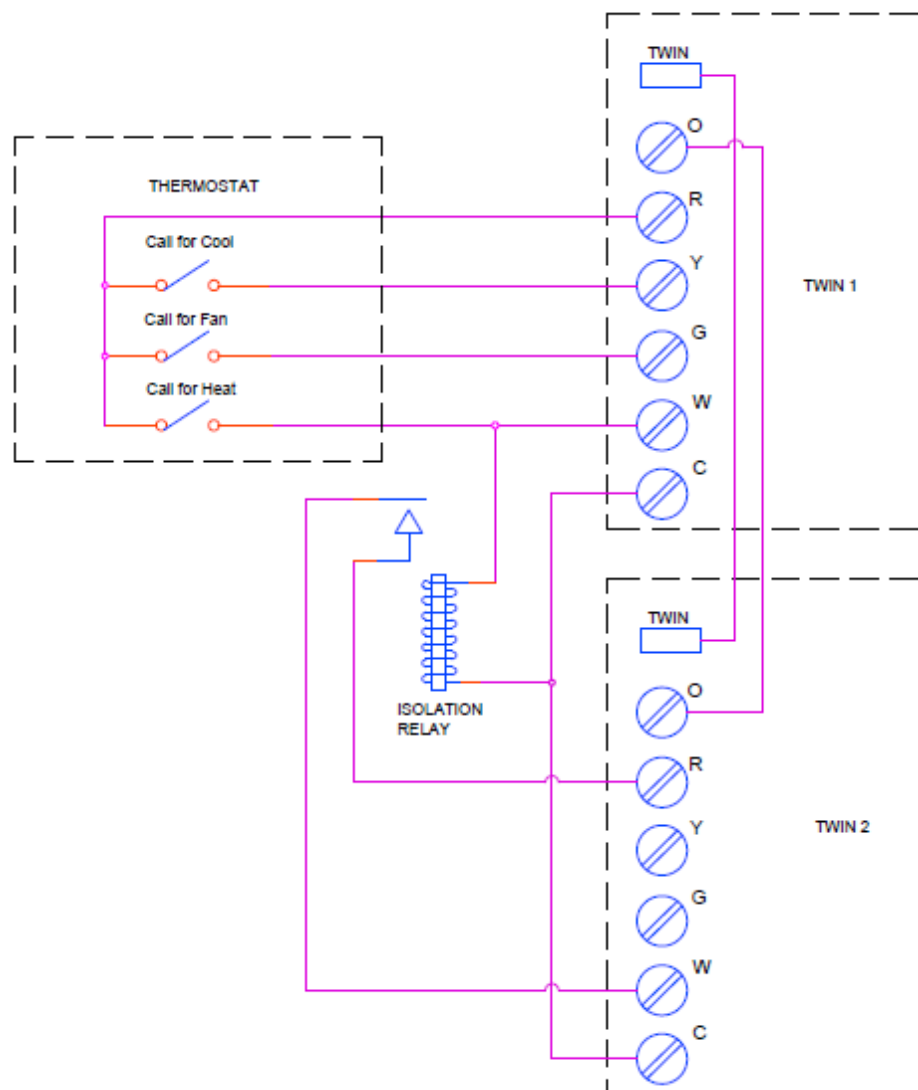 TWIN
O
THERMOSTAT
R
Call for Cool
Y
TWIN 1
Call for Fan
G
Call for Heat
W
C
TWIN
O
ISOLATION
RELAY
R
TWIN 2
Y
G
W
C